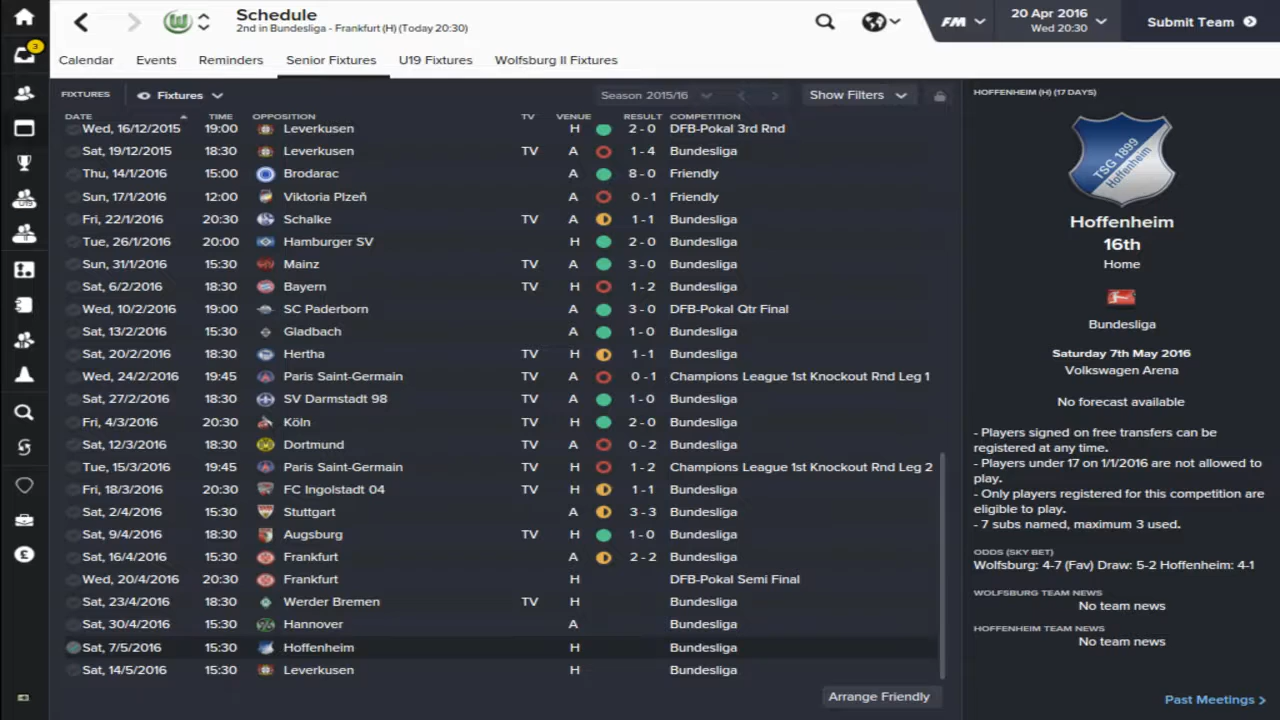 Schedule
2nd in Bundesliga - Frankfurt (H) (Today 20:30)
FM
20 Apr 2016
Wed 20:30
Submit Team
3
Calendar Events Reminders Senior Fixtures U19 Fixtures Wolfsburg II Fixtures
FIXTURES Fixtures Season 2015/16 Show Filters
DATE TIME OPPOSITION TV VENUE RESULT COMPETITION
Wed, 16/12/2015 19:00 Leverkusen H 2 - 0 DFB-Pokal 3rd Rnd
Sat, 19/12/2015 18:30 Leverkusen TV A 1 - 4 Bundesliga
Thu, 14/1/2016 15:00 Brodarac A 8 - 0 Friendly
Sun, 17/1/2016 12:00 Viktoria Plzeň A 0 - 1 Friendly
Fri, 22/1/2016 20:30 Schalke TV A 1 - 1 Bundesliga
Tue, 26/1/2016 20:00 Hamburger SV H 2 - 0 Bundesliga
Sun, 31/1/2016 15:30 Mainz TV A 3 - 0 Bundesliga
Sat, 6/2/2016 18:30 Bayern TV H 1 - 2 Bundesliga
Wed, 10/2/2016 19:00 SC Paderborn A 3 - 0 DFB-Pokal Qtr Final
Sat, 13/2/2016 15:30 Gladbach A 1 - 0 Bundesliga
Sat, 20/2/2016 18:30 Hertha TV H 1 - 1 Bundesliga
Wed, 24/2/2016 19:45 Paris Saint-Germain TV A 0 - 1 Champions League 1st Knockout Rnd Leg 1
Sat, 27/2/2016 18:30 SV Darmstadt 98 TV A 1 - 0 Bundesliga
Fri, 4/3/2016 20:30 Köln TV H 2 - 0 Bundesliga
Sat, 12/3/2016 18:30 Dortmund TV A 0 - 2 Bundesliga
Tue, 15/3/2016 19:45 Paris Saint-Germain TV H 1 - 2 Champions League 1st Knockout Rnd Leg 2
Fri, 18/3/2016 20:30 FC Ingolstadt 04 TV H 1 - 1 Bundesliga
Sat, 2/4/2016 15:30 Stuttgart A 3 - 3 Bundesliga
Sat, 9/4/2016 18:30 Augsburg TV H 1 - 0 Bundesliga
Sat, 16/4/2016 15:30 Frankfurt A 2 - 2 Bundesliga
Wed, 20/4/2016 20:30 Frankfurt H DFB-Pokal Semi Final
Sat, 23/4/2016 18:30 Werder Bremen TV H Bundesliga
Sat, 30/4/2016 15:30 Hannover A Bundesliga
Sat, 7/5/2016 15:30 Hoffenheim H Bundesliga
Sat, 14/5/2016 15:30 Leverkusen H Bundesliga
Arrange Friendly
HOFFENHEIM (H) (17 DAYS)
TSG 1899
Hoffenheim
Hoffenheim
16th
Home
Bundesliga
Saturday 7th May 2016
Volkswagen Arena
No forecast available
- Players signed on free transfers can be
registered at any time.
- Players under 17 on 1/1/2016 are not allowed to
play.
- Only players registered for this competition are
eligible to play.
- 7 subs named, maximum 3 used.
ODDS (SKY BET)
Wolfsburg: 4-7 (Fav) Draw: 5-2 Hoffenheim: 4-1
WOLFSBURG TEAM NEWS
No team news
HOFFENHEIM TEAM NEWS
No team news
Past Meetings >